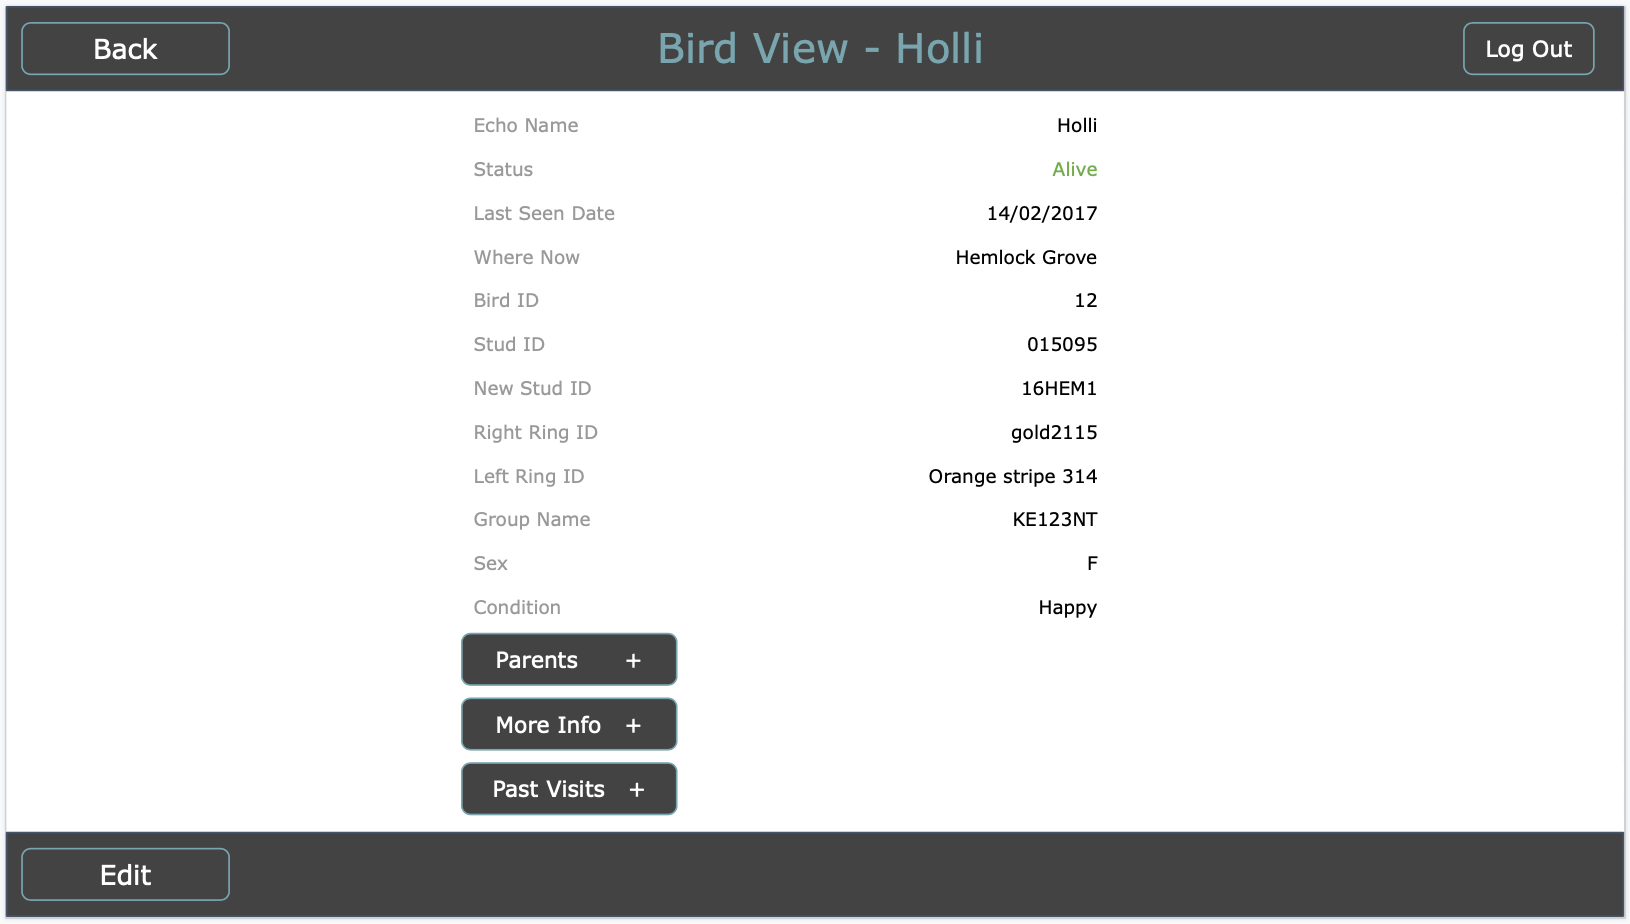 Back
Bird View - Holli
Log Out
Echo Name Holli
Status Alive
Last Seen Date 14/02/2017
Where Now Hemlock Grove
Bird ID 12
Stud ID 015095
New Stud ID 16HEM1
Right Ring ID gold2115
Left Ring ID Orange stripe 314
Group Name KE123NT
Sex F
Condition Happy
Parents +
More Info +
Past Visits +
Edit